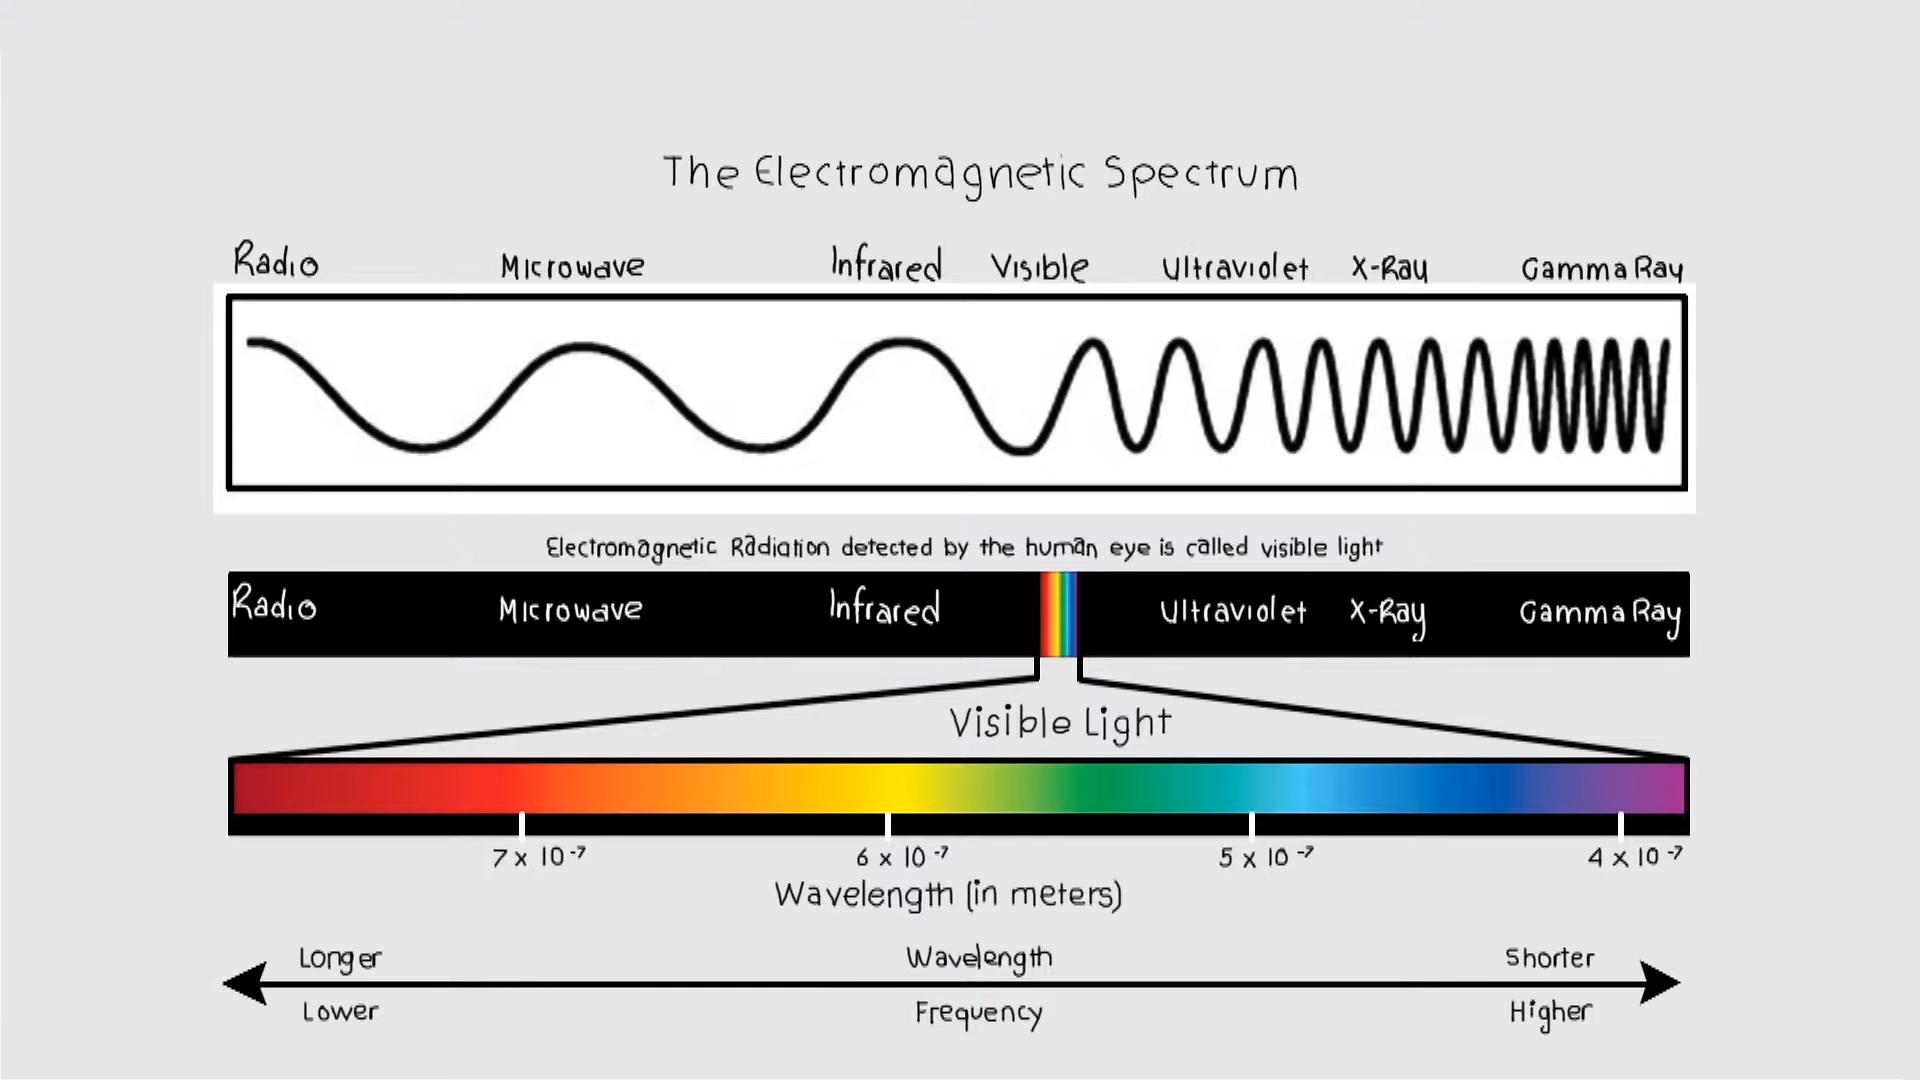 The Electromagnetic Spectrum
Radio Microwave Infrared Visible Ultraviolet X-Ray Gamma Ray
Electromagnetic Radiation detected by the human eye is called visible light
Radio Microwave Infrared Ultraviolet X-Ray Gamma Ray
Visible Light
7 x 10⁻⁷ 6 x 10⁻⁷ 5 x 10⁻⁷ 4 x 10⁻⁷
Wavelength (in meters)
Longer Wavelength Shorter
Lower Frequency Higher